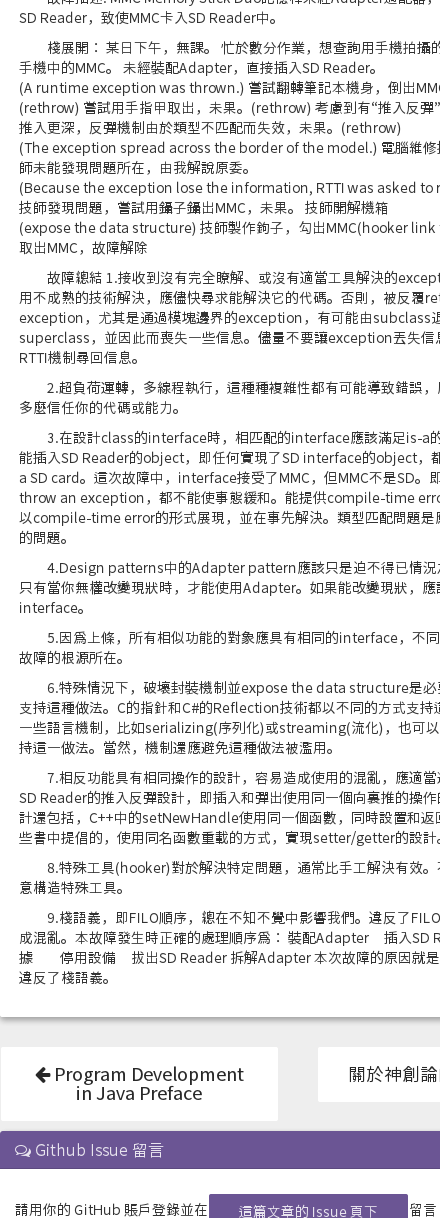 SD Reader，致使MMC卡入SD Reader中。
棧展開： 某日下午，無課。 忙於數分作業，想查詢用手機拍攝的
手機中的MMC。 未經裝配Adapter，直接插入SD Reader。
(A runtime exception was thrown.) 嘗試翻轉筆記本機身，倒出MMC
(rethrow) 嘗試用手指甲取出，未果。(rethrow) 考慮到有“推入反彈”
推入更深，反彈機制由於類型不匹配而失效，未果。(rethrow)
(The exception spread across the border of the model.) 電腦維修
師未能發現問題所在，由我解說原委。
(Because the exception lose the information, RTTI was asked to r
技師發現問題，嘗試用鑷子鑷出MMC，未果。 技師開解機箱
(expose the data structure) 技師製作鉤子，勾出MMC(hooker link
取出MMC，故障解除
故障總結 1.接收到沒有完全瞭解、或沒有適當工具解決的except
用不成熟的技術解決，應儘快尋求能解決它的代碼。否則，被反覆ret
exception，尤其是通過模塊邊界的exception，有可能由subclass退
superclass，並因此而喪失一些信息。儘量不要讓exception丟失信息
RTTI機制尋回信息。
2.超負荷運轉，多線程執行，這種種複雜性都有可能導致錯誤，
多麼信任你的代碼或能力。
3.在設計class的interface時，相匹配的interface應該滿足is-a的
能插入SD Reader的object，即任何實現了SD interface的object，都
a SD card。這次故障中，interface接受了MMC，但MMC不是SD。即
throw an exception，都不能使事態緩和。能提供compile-time erro
以compile-time error的形式展現，並在事先解決。類型匹配問題是
的問題。
4.Design patterns中的Adapter pattern應該只是迫不得已情況
只有當你無權改變現狀時，才能使用Adapter。如果能改變現狀，應
interface。
5.因爲上條，所有相似功能的對象應具有相同的interface，不同
故障的根源所在。
6.特殊情況下，破壞封裝機制並expose the data structure是必
支持這種做法。C的指針和C#的Reflection技術都以不同的方式支持
一些語言機制，比如serializing(序列化)或streaming(流化)，也可以
持這一做法。當然，機制還應避免這種做法被濫用。
7.相反功能具有相同操作的設計，容易造成使用的混亂，應適當
SD Reader的推入反彈設計，即插入和彈出使用同一個向裏推的操作的
計還包括，C++中的setNewHandle使用同一個函數，同時設置和返回
些書中提倡的，使用同名函數重載的方式，實現setter/getter的設計。
8.特殊工具(hooker)對於解決特定問題，通常比手工解決有效。不
意構造特殊工具。
9.棧語義，即FILO順序，總在不知不覺中影響我們。違反了FILO
成混亂。本故障發生時正確的處理順序爲： 裝配Adapter 插入SD R
據 停用設備 拔出SD Reader 拆解Adapter 本次故障的原因就是
違反了棧語義。
Program Development
in Java Preface
關於神創論的
Github Issue 留言
請用你的 GitHub 賬戶登錄並在 這篇文章的 Issue 頁下 留言